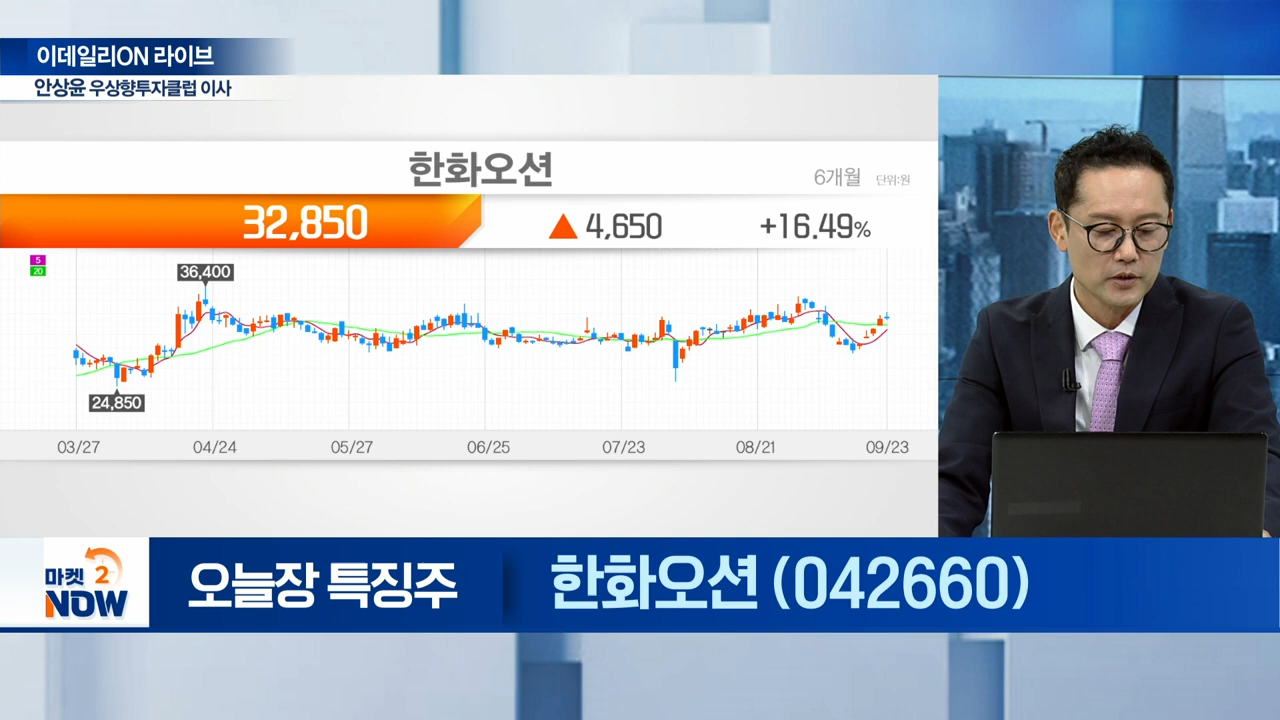 이데일리ON 라이브
안상윤 우상향투자클럽 이사
한화오션
6개월 단위:원
32,850 ▲ 4,650 +16.49%
5
20
36,400
24,850
03/27 04/24 05/27 06/25 07/23 08/21 09/23
마켓 2
NOW
오늘장 특징주 한화오션 (042660)